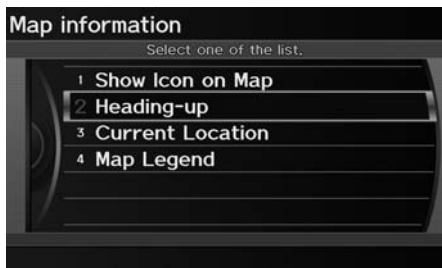 Map information
Select one of the list.
1 Show Icon on Map
2 Heading-up
3 Current Location
4 Map Legend